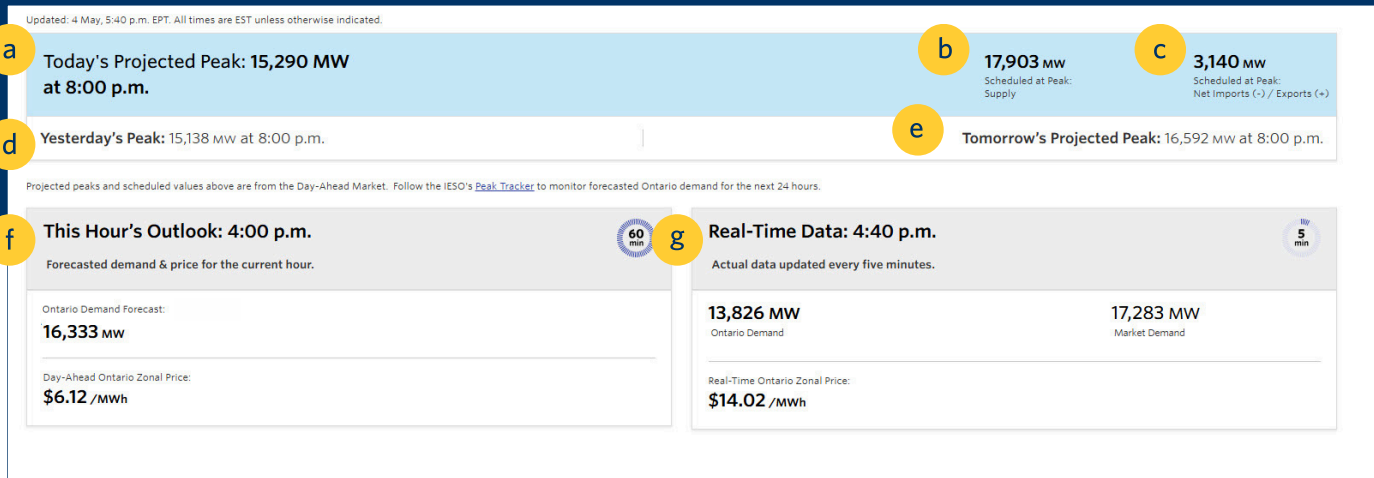 Updated: 4 May, 5:40 p.m. EPT. All times are EST unless otherwise indicated.
a
Today's Projected Peak: 15,290 MW
at 8:00 p.m.
b
17,903 MW
Scheduled at Peak:
Supply
c
3,140 MW
Scheduled at Peak:
Net Imports (-) / Exports (+)
d
Yesterday's Peak: 15,138 MW at 8:00 p.m.
e
Tomorrow's Projected Peak: 16,592 MW at 8:00 p.m.
Projected peaks and scheduled values above are from the Day-Ahead Market. Follow the IESO's Peak Tracker to monitor forecasted Ontario demand for the next 24 hours.
f
This Hour's Outlook: 4:00 p.m.
60
min
Forecasted demand & price for the current hour.
Ontario Demand Forecast:
16,333 MW
Day-Ahead Ontario Zonal Price:
$6.12 /MWh
g
Real-Time Data: 4:40 p.m.
5
min
Actual data updated every five minutes.
13,826 MW
Ontario Demand
17,283 MW
Market Demand
Real-Time Ontario Zonal Price:
$14.02 /MWh